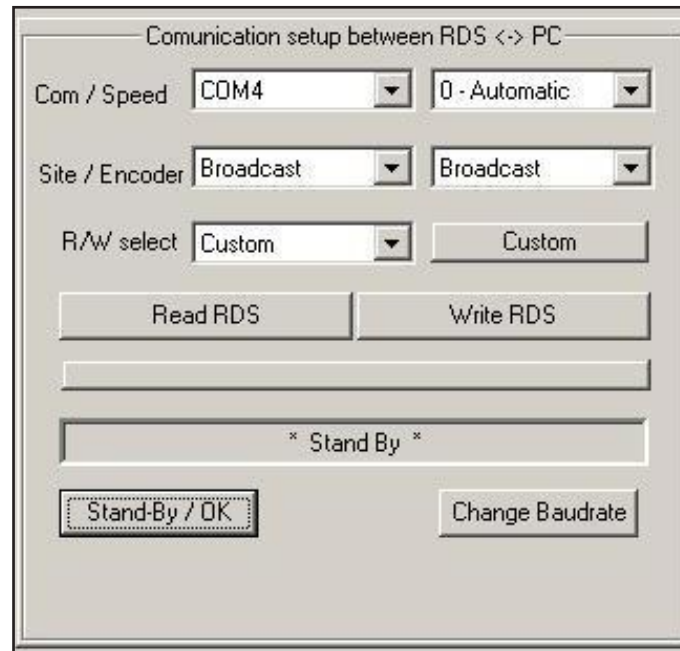 Comunication setup between RDS <-> PC
Com / Speed COM4 0 - Automatic
Site / Encoder Broadcast Broadcast
R/W select Custom Custom
Read RDS Write RDS
* Stand By *
Stand-By / OK Change Baudrate